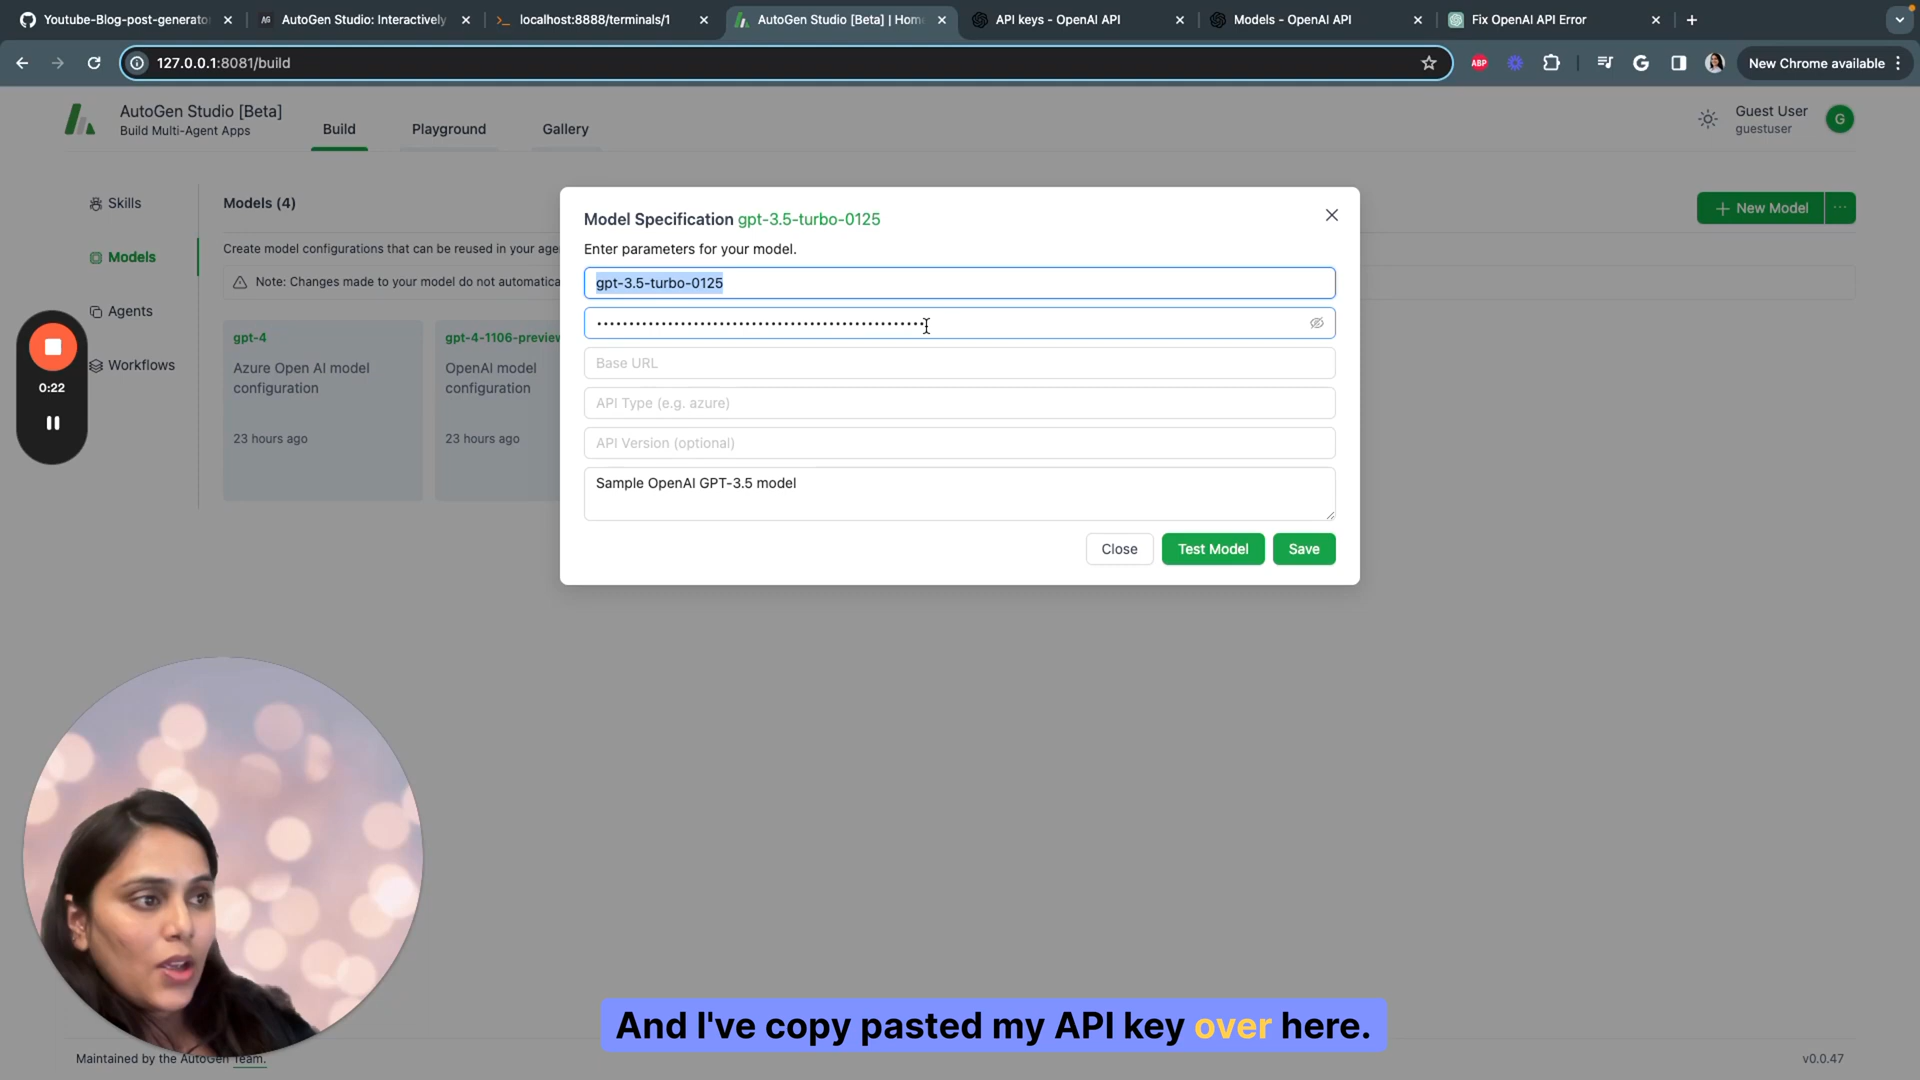 Youtube-Blog-post-generato
AutoGen Studio: Interactively
localhost:8888/terminals/1
AutoGen Studio [Beta] | Hom
API keys - OpenAI API
Models - OpenAI API
Fix OpenAI API Error
127.0.0.1:8081/build
ABP
New Chrome available
AutoGen Studio [Beta]
Build Multi-Agent Apps
Build
Playground
Gallery
Guest User
guestuser
G
Skills
Models
Agents
Workflows
Models (4)
New Model
Create model configurations that can be reused in your age
Note: Changes made to your model do not automatica
gpt-4
Azure Open AI model
configuration
23 hours ago
gpt-4-1106-preview
OpenAI model
configuration
23 hours ago
0:22
Model Specification gpt-3.5-turbo-0125
Enter parameters for your model.
gpt-3.5-turbo-0125
Base URL
API Type (e.g. azure)
API Version (optional)
Sample OpenAI GPT-3.5 model
Close
Test Model
Save
And I've copy pasted my API key over here.
Maintained by the AutoGen Team.
v0.0.47